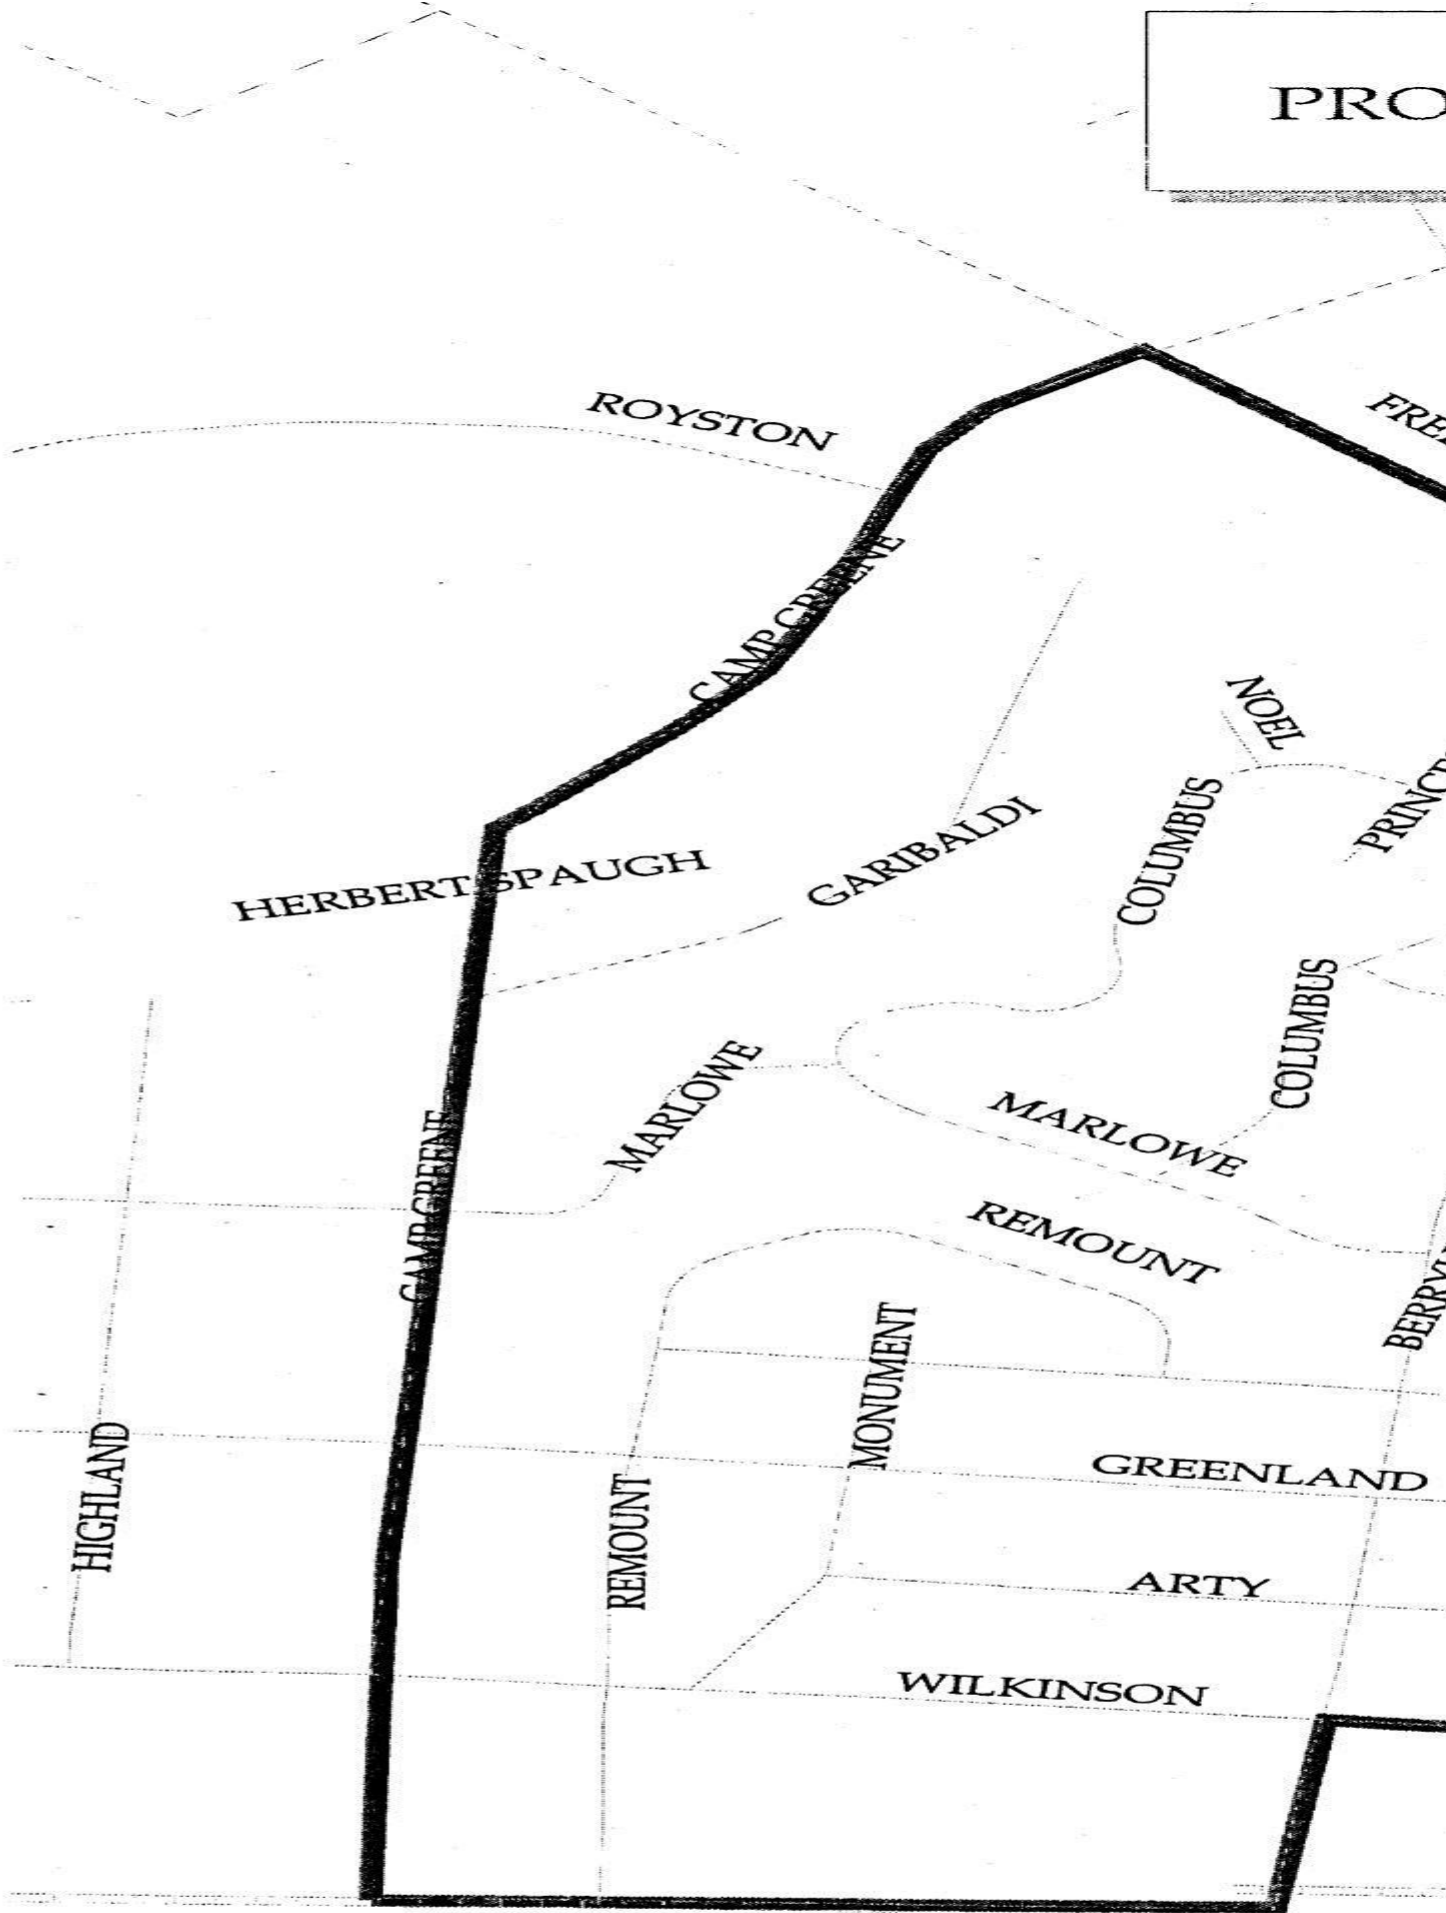 PRO
ROYSTON
FRE
CAMP GREENE
NOEL
COLUMBUS
PRINCE
GARIBALDI
HERBERT SPAUGH
COLUMBUS
MARLOWE
MARLOWE
CAMP GREENE
REMOUNT
BERRY
MONUMENT
HIGHLAND
GREENLAND
REMOUNT
ARTY
WILKINSON